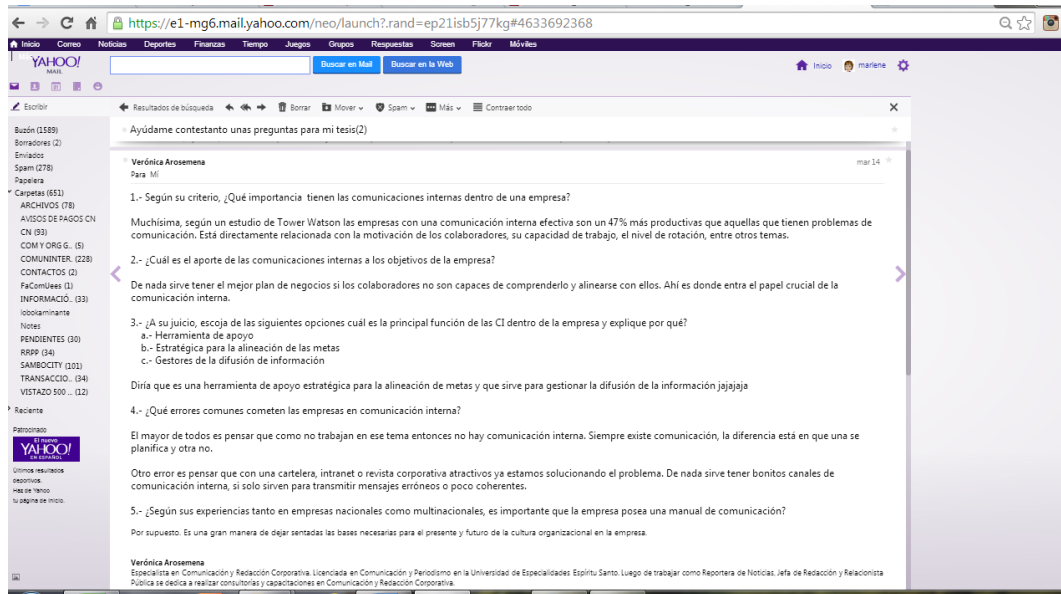 https://e1-mg6.mail.yahoo.com/neo/launch?.rand=ep21isb5j77kg#4633692368
Inicio Correo Noticias Deportes Finanzas Tiempo Juegos Grupos Respuestas Screen Flickr Móviles
YAHOO!
MAIL
Buscar en Mail Buscar en la Web
Inicio marlene
Escribir
Resultados de búsqueda Borrar Mover Spam Más Contraer todo
Buzón (1589)
Borradores (2)
Enviados
Spam (278)
Papelera
Carpetas (651)
ARCHIVOS (78)
AVISOS DE PAGOS CN
CN (93)
COM Y ORG G.. (5)
COMUNINTER. (228)
CONTACTOS (2)
FaComUees (1)
INFORMACIÓ.. (33)
lobokaminante
Notes
PENDIENTES (30)
RRPP (34)
SAMBOCITY (101)
TRANSACCIO.. (34)
VISTAZO 500 ... (12)
Reciente
Patrocinado
El nuevo
YAHOO!
EN ESPAÑOL
Últimos resultados
deportivos.
Haz de Yahoo
tu página de inicio.
Ayúdame contestanto unas preguntas para mi tesis(2)
Verónica Arosemena mar 14
Para Mí
1.- Según su criterio, ¿Qué importancia tienen las comunicaciones internas dentro de una empresa?
Muchísima, según un estudio de Tower Watson las empresas con una comunicación interna efectiva son un 47% más productivas que aquellas que tienen problemas de
comunicación. Está directamente relacionada con la motivación de los colaboradores, su capacidad de trabajo, el nivel de rotación, entre otros temas.
2.- ¿Cuál es el aporte de las comunicaciones internas a los objetivos de la empresa?
De nada sirve tener el mejor plan de negocios si los colaboradores no son capaces de comprenderlo y alinearse con ellos. Ahí es donde entra el papel crucial de la
comunicación interna.
3.- ¿A su juicio, escoja de las siguientes opciones cuál es la principal función de las CI dentro de la empresa y explique por qué?
a.- Herramienta de apoyo
b.- Estratégica para la alineación de las metas
c.- Gestores de la difusión de información
Diría que es una herramienta de apoyo estratégica para la alineación de metas y que sirve para gestionar la difusión de la información jajajaja
4.- ¿Qué errores comunes cometen las empresas en comunicación interna?
El mayor de todos es pensar que como no trabajan en ese tema entonces no hay comunicación interna. Siempre existe comunicación, la diferencia está en que una se
planifica y otra no.
Otro error es pensar que con una cartelera, intranet o revista corporativa atractivos ya estamos solucionando el problema. De nada sirve tener bonitos canales de
comunicación interna, si solo sirven para transmitir mensajes erróneos o poco coherentes.
5.- ¿Según sus experiencias tanto en empresas nacionales como multinacionales, es importante que la empresa posea una manual de comunicación?
Por supuesto. Es una gran manera de dejar sentadas las bases necesarias para el presente y futuro de la cultura organizacional en la empresa.
Verónica Arosemena
Especialista en Comunicación y Redacción Corporativa. Licenciada en Comunicación y Periodismo en la Universidad de Especialidades Espíritu Santo. Luego de trabajar como Reportera de Noticias, Jefa de Redacción y Relacionista
Pública se dedica a realizar consultorías y capacitaciones en Comunicación y Redacción Corporativa.